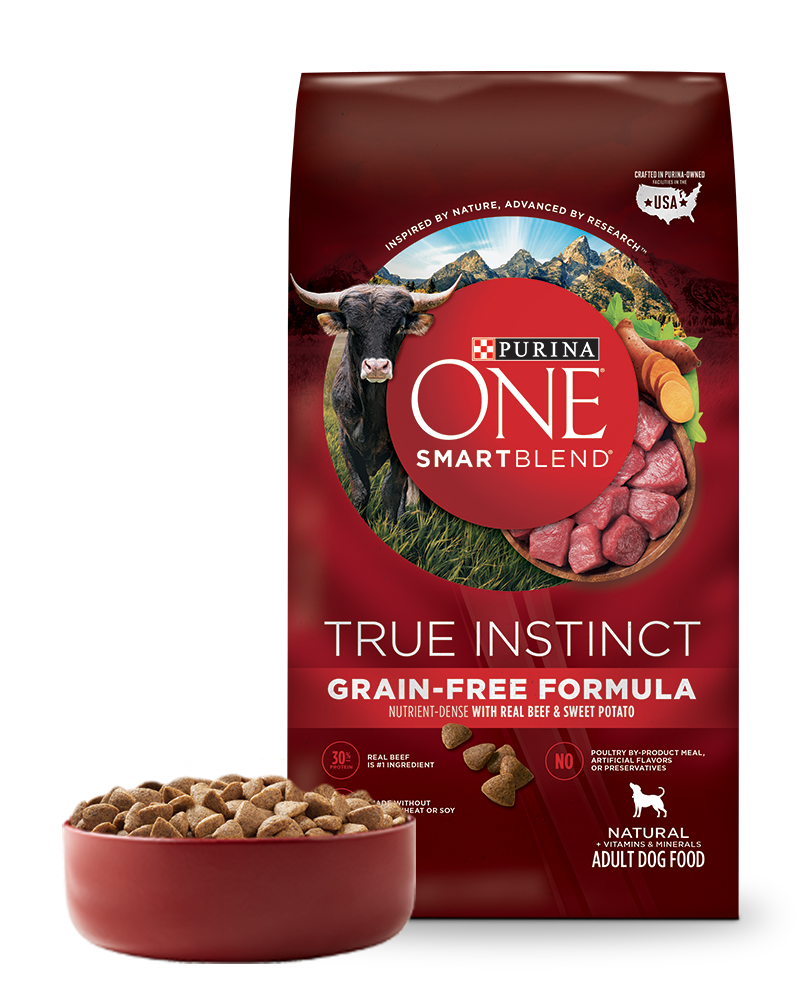 CRAFTED IN PURINA-OWNED
FACILITIES IN THE
★USA★
INSPIRED BY NATURE, ADVANCED BY RESEARCH™
PURINA
ONE®
SMARTBLEND®
TRUE INSTINCT
GRAIN-FREE FORMULA
NUTRIENT-DENSE WITH REAL BEEF & SWEET POTATO
30%
PROTEIN
REAL BEEF
IS #1 INGREDIENT
WITHOUT
OR SOY
NO
POULTRY BY-PRODUCT MEAL,
ARTIFICIAL FLAVORS
OR PRESERVATIVES
NATURAL
+ VITAMINS & MINERALS
ADULT DOG FOOD